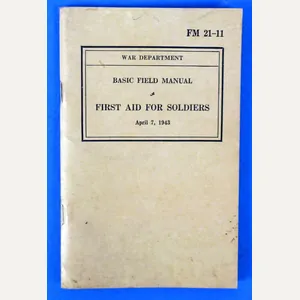 FM 21-11
WAR DEPARTMENT
BASIC FIELD MANUAL
FIRST AID FOR SOLDIERS
April 7, 1943